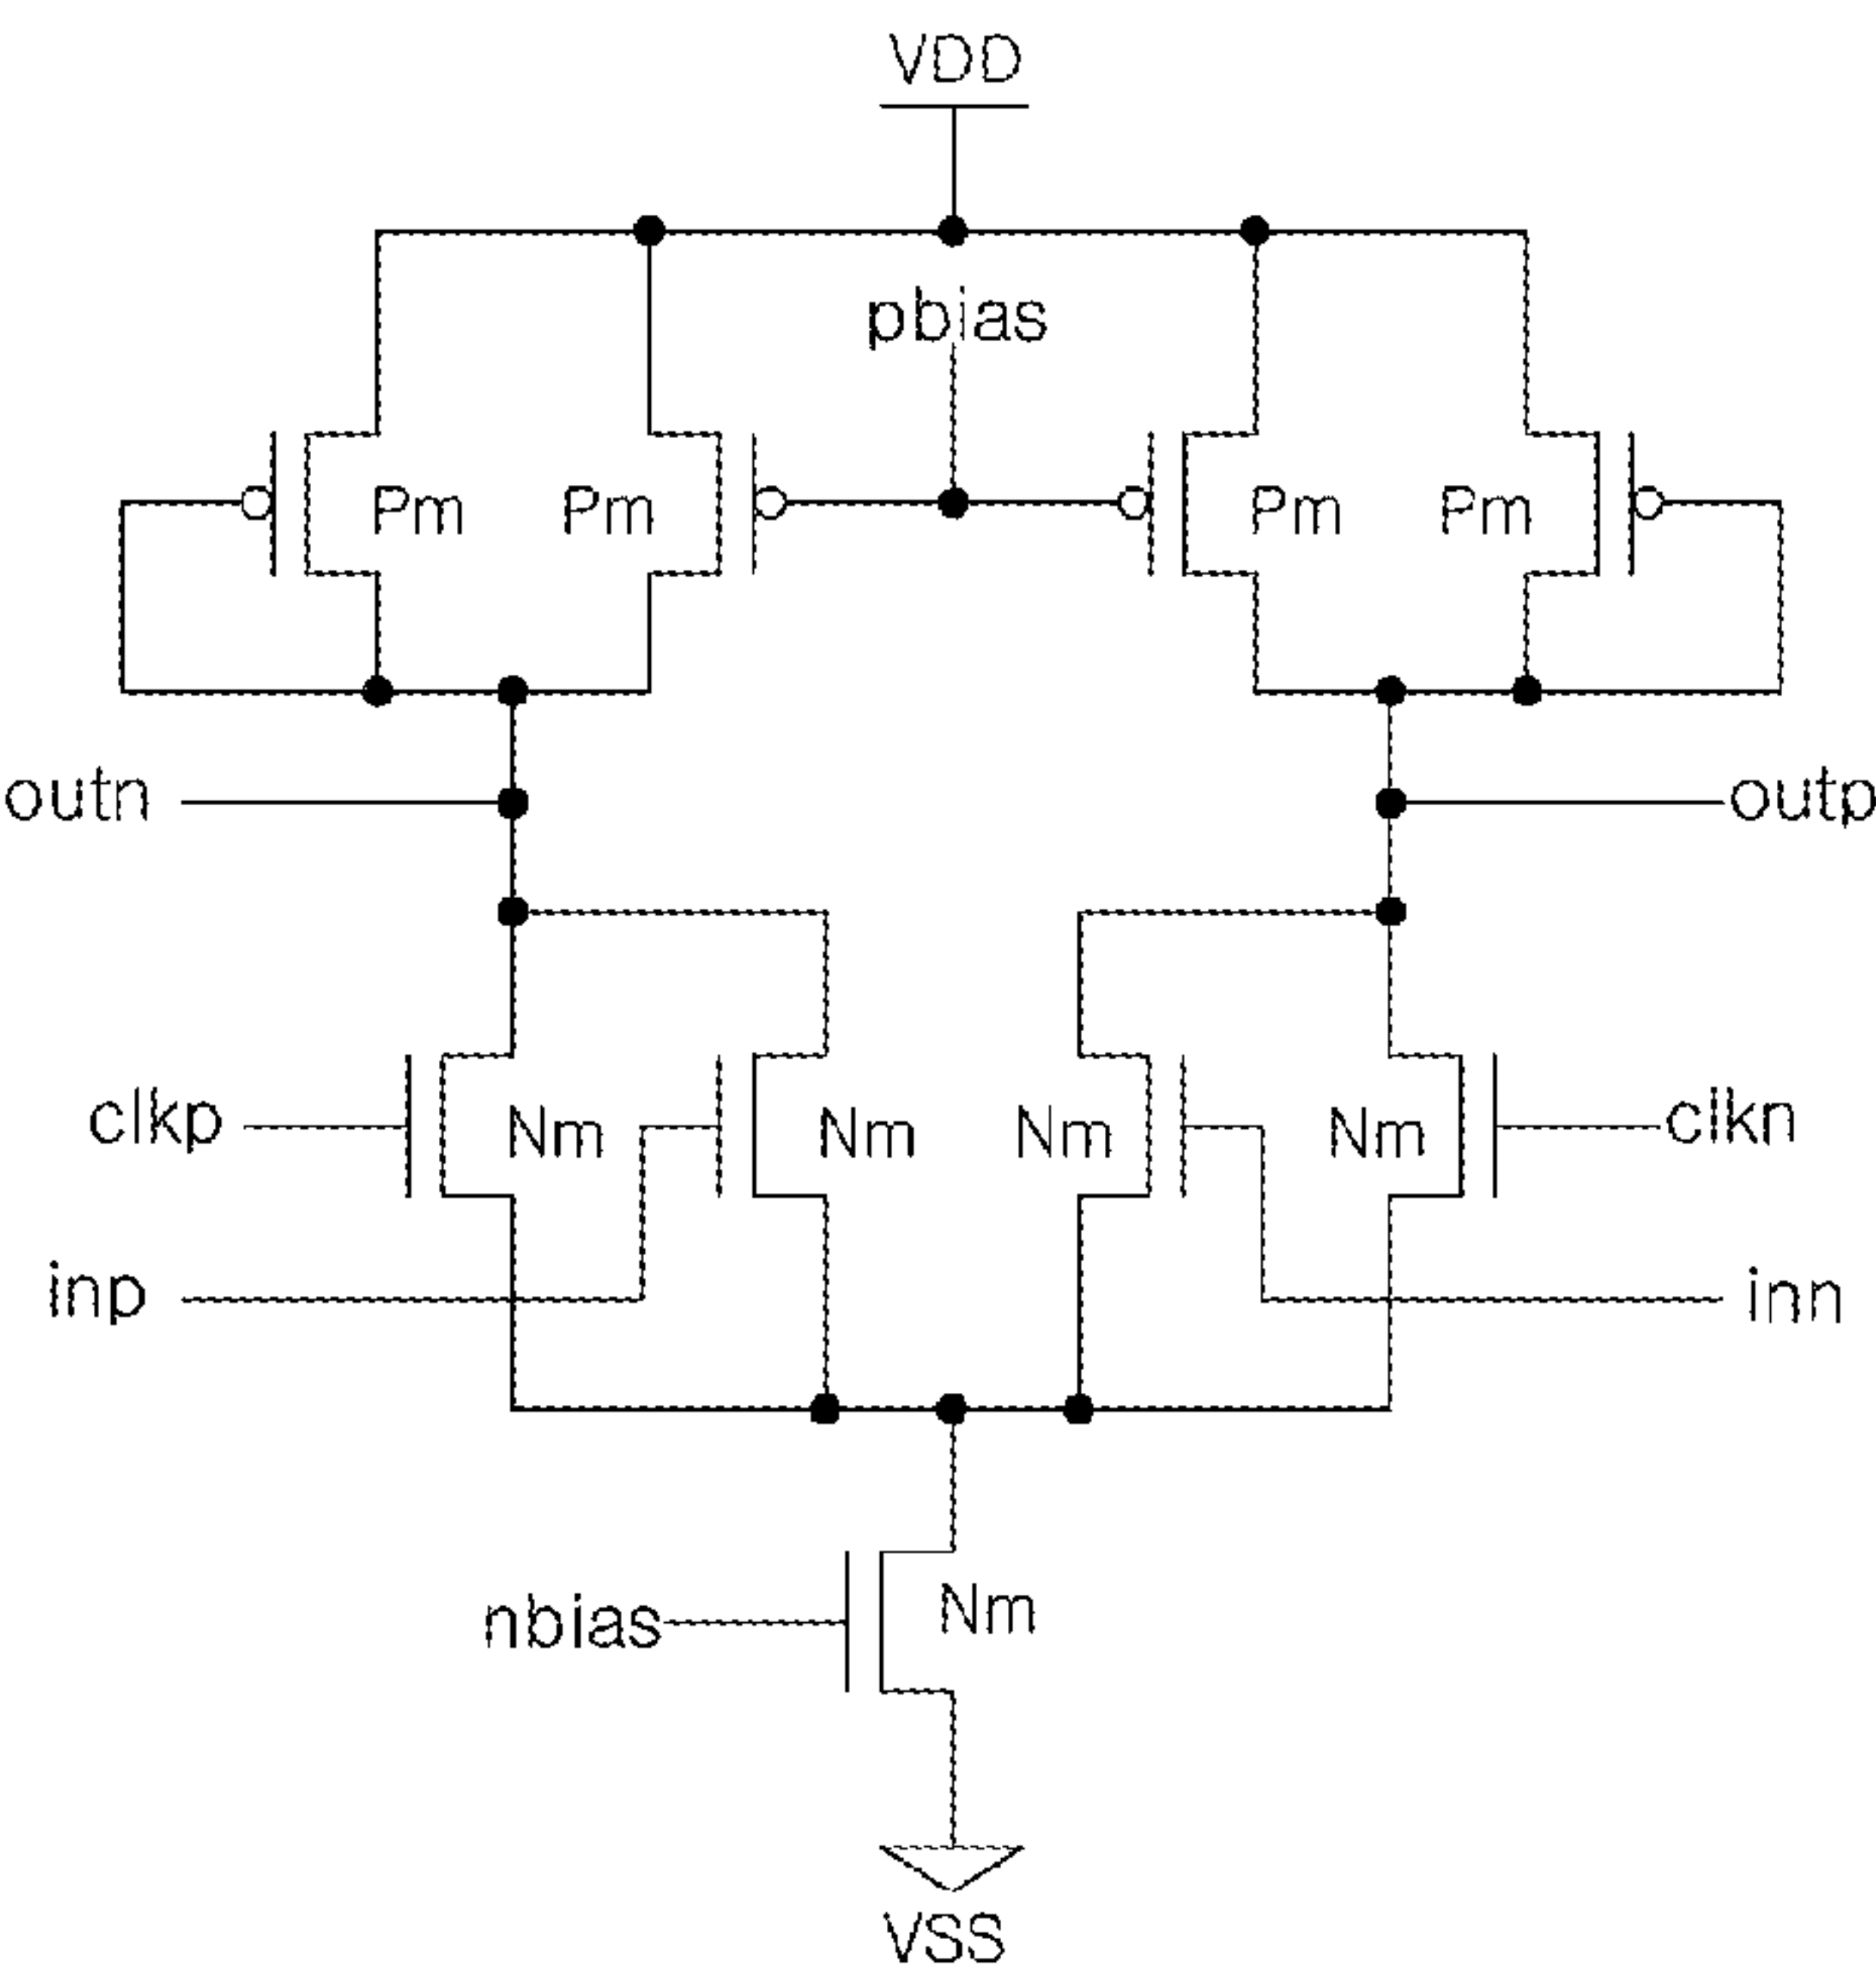 VDD
pbias
Pm Pm Pm Pm
outn outp
clkp Nm Nm Nm Nm clkn
inp inn
nbias Nm
VSS